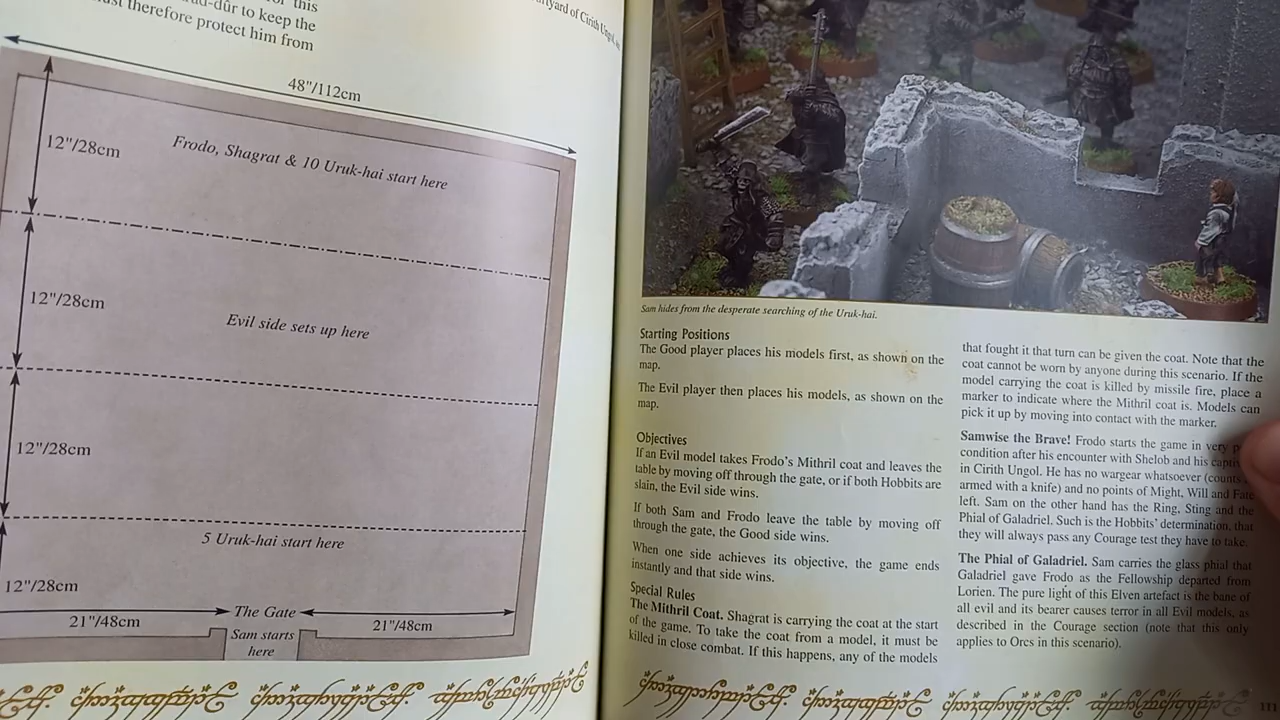 this
to keep the
therefore protect him from
of Cirith Ungol,
48"/112cm
12"/28cm
Frodo, Shagrat & 10 Uruk-hai start here
12"/28cm
Evil side sets up here
12"/28cm
5 Uruk-hai start here
12"/28cm
The Gate
21"/48cm
21"/48cm
Sam starts
here
Sam hides from the desperate searching of the Uruk-hai.
Starting Positions
The Good player places his models first, as shown on the
map.
The Evil player then places his models, as shown on the
map.
Objectives
If an Evil model takes Frodo's Mithril coat and leaves the
table by moving off through the gate, or if both Hobbits are
slain, the Evil side wins.
If both Sam and Frodo leave the table by moving off
through the gate, the Good side wins.
When one side achieves its objective, the game ends
instantly and that side wins.
Special Rules
The Mithril Coat. Shagrat is carrying the coat at the start
of the game. To take the coat from a model, it must be
killed in close combat. If this happens, any of the models
that fought it that turn can be given the coat. Note that the
coat cannot be worn by anyone during this scenario. If the
model carrying the coat is killed by missile fire, place a
marker to indicate where the Mithril coat is. Models can
pick it up by moving into contact with the marker.
Samwise the Brave! Frodo starts the game in very
condition after his encounter with Shelob and his
in Cirith Ungol. He has no wargear whatsoever (counts
armed with a knife) and no points of Might, Will and Fate
left. Sam on the other hand has the Ring, Sting and the
Phial of Galadriel. Such is the Hobbits' determination, that
they will always pass any Courage test they have to take.
The Phial of Galadriel. Sam carries the glass phial that
Galadriel gave Frodo as the Fellowship departed from
Lorien. The pure light of this Elven artefact is the bane of
all evil and its bearer causes terror in all Evil models, as
described in the Courage section (note that this only
applies to Orcs in this scenario).
111